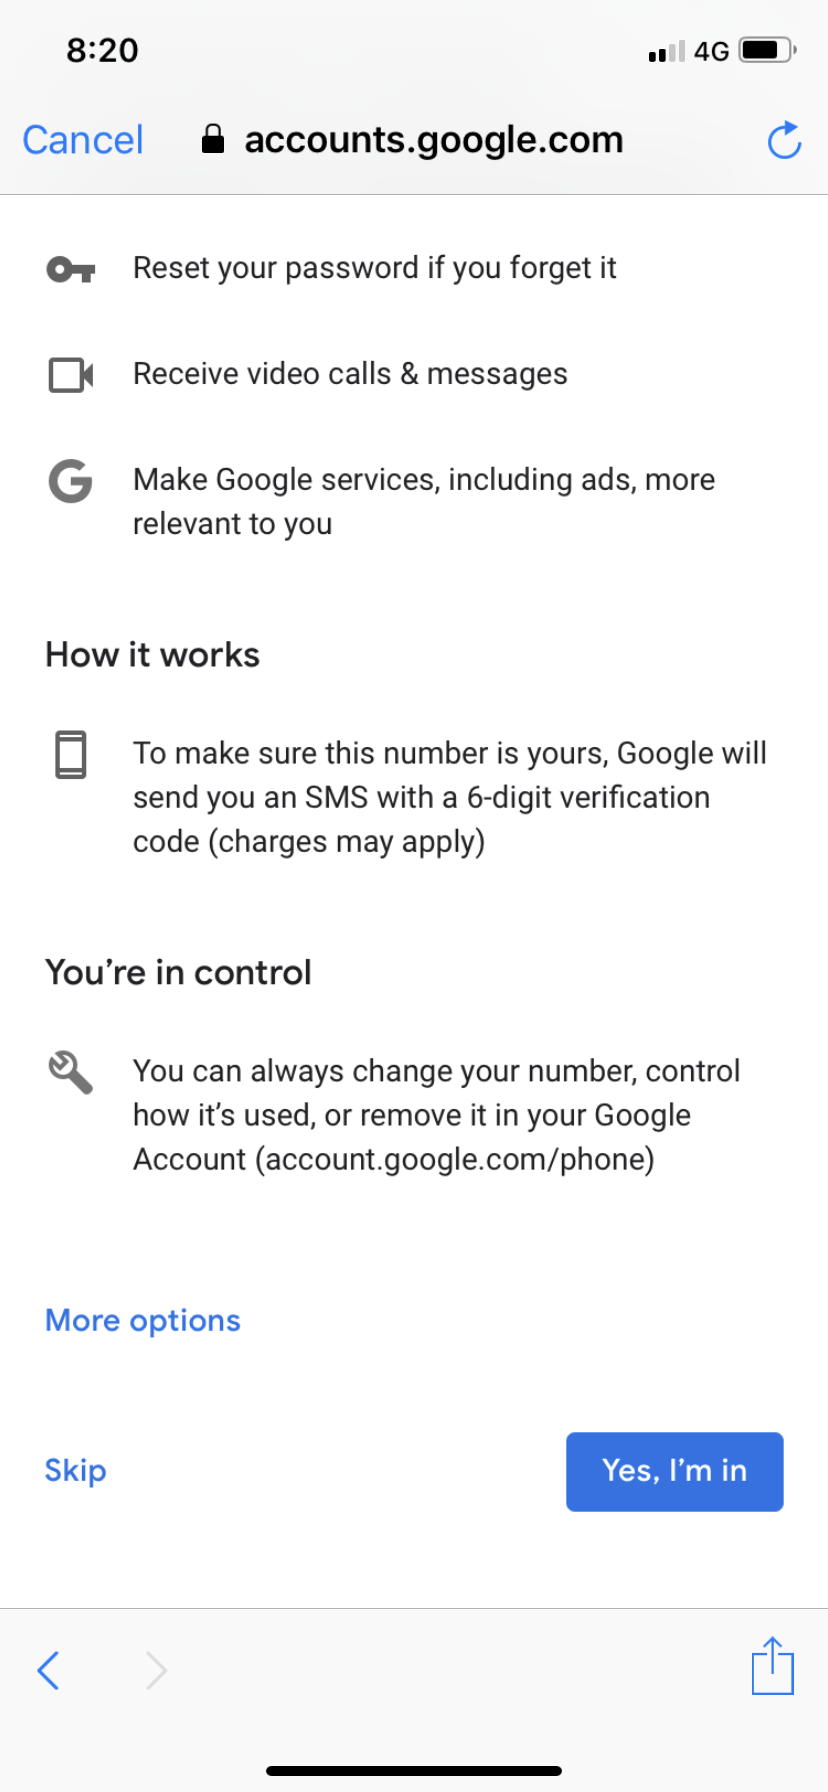 8:20
4G
Cancel
accounts.google.com
Reset your password if you forget it
Receive video calls & messages
Make Google services, including ads, more
relevant to you
How it works
To make sure this number is yours, Google will
send you an SMS with a 6-digit verification
code (charges may apply)
You’re in control
You can always change your number, control
how it’s used, or remove it in your Google
Account (account.google.com/phone)
More options
Skip
Yes, I’m in